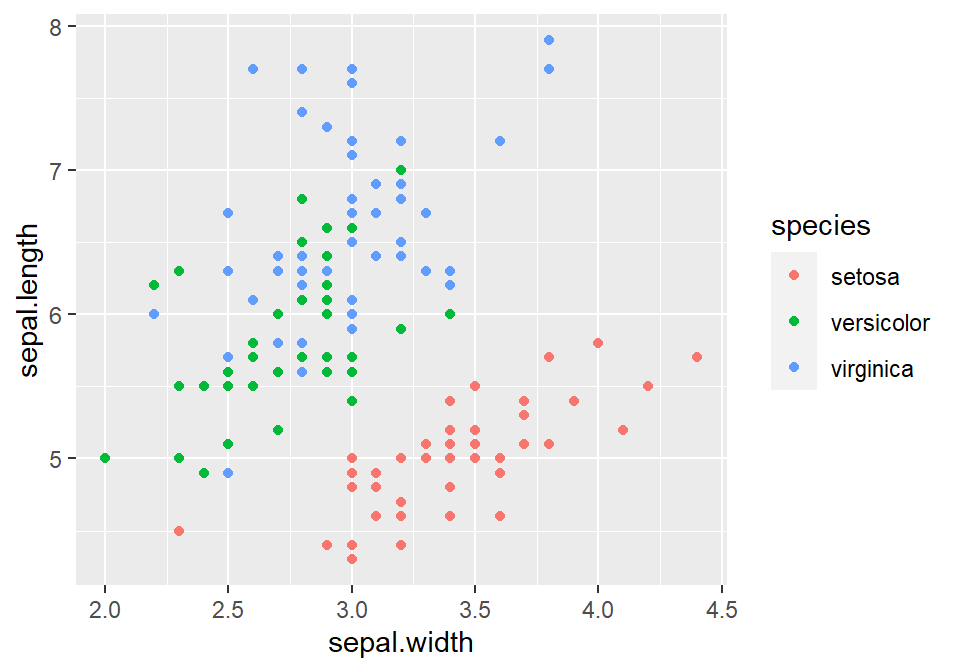 8
7
6
5
sepal.length
2.0 2.5 3.0 3.5 4.0 4.5
sepal.width
species
setosa
versicolor
virginica